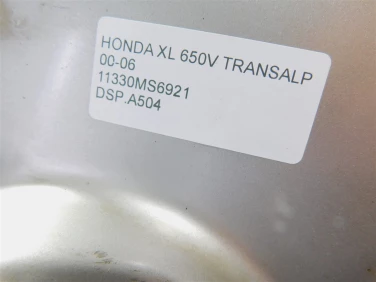 HONDA XL 650V TRANSALP
00-06
11330MS6921
DSP.A504